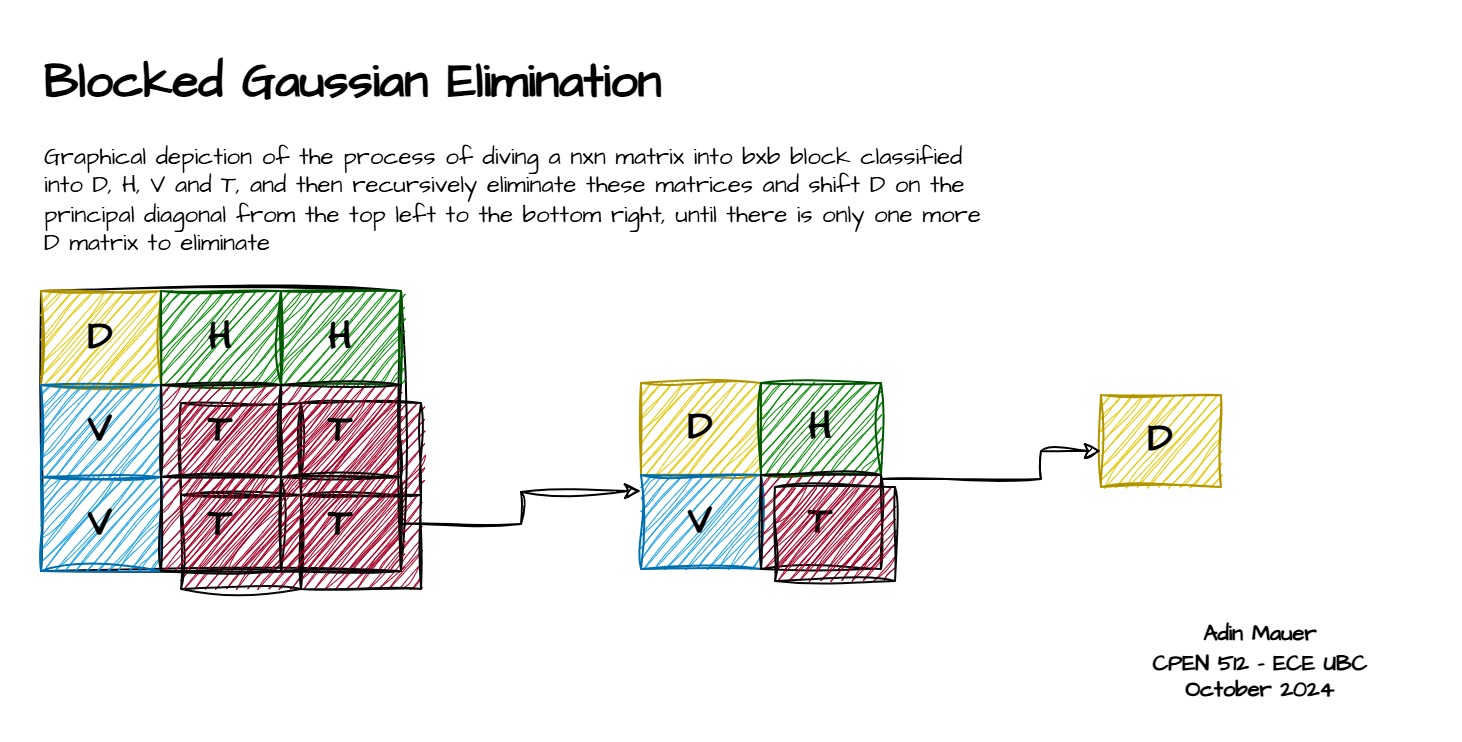 Blocked Gaussian Elimination
Graphical depiction of the process of diving a nxn matrix into bxb block classified
into D, H, V and T, and then recursively eliminate these matrices and shift D on the
principal diagonal from the top left to the bottom right, until there is only one more
D matrix to eliminate
D H H
V T T
V T T
D H
V T
D
Adin Mauer
CPEN 512 - ECE UBC
October 2024